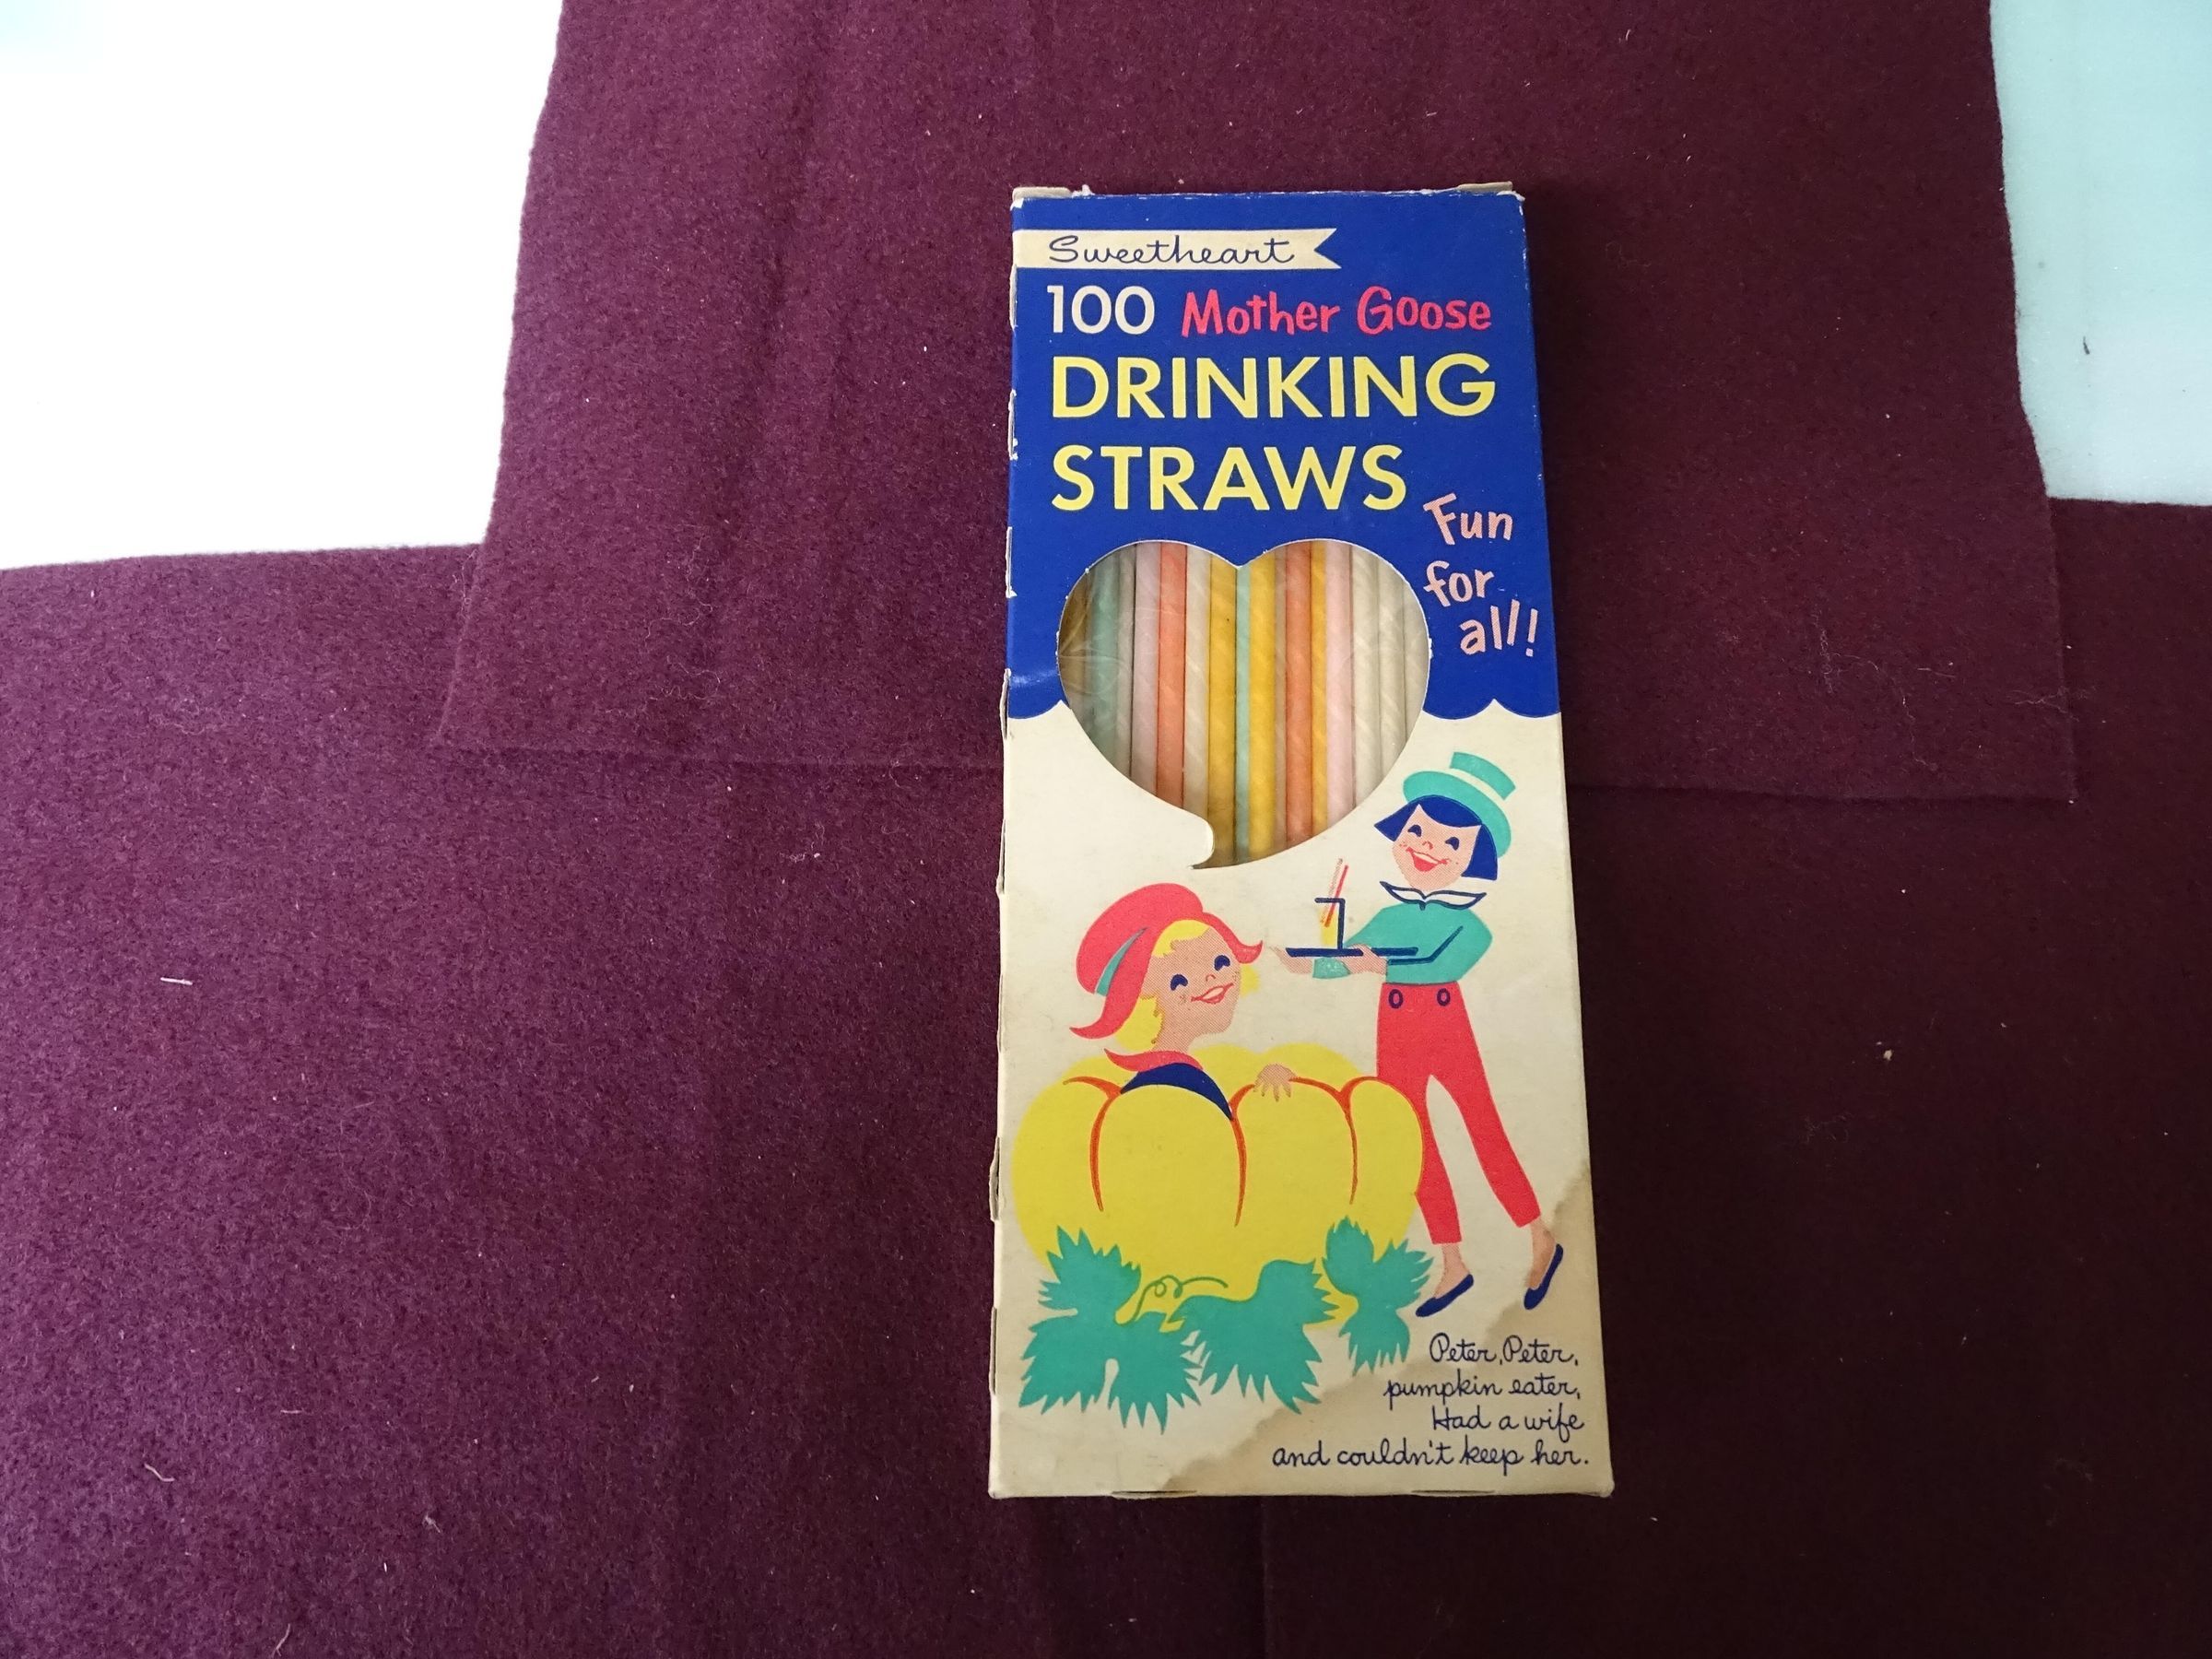 Sweetheart
100 Mother Goose
DRINKING
STRAWS
Fun
for
all!
Peter, Peter,
pumpkin eater,
Had a wife
and couldn't keep her.